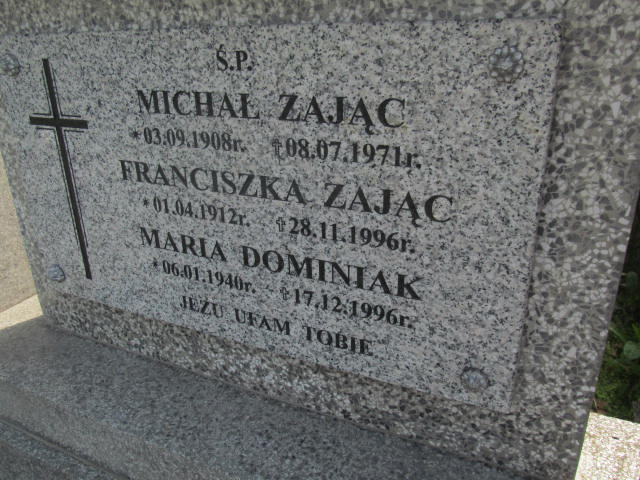 Ś.P.
MICHAŁ ZAJĄC
*03.09.1908r. ✞08.07.1971r.
FRANCISZKA ZAJĄC
*01.04.1912r. ✞28.11.1996r.
MARIA DOMINIAK
*06.01.1940r. ✞17.12.1996r.
JEZU UFAM TOBIE